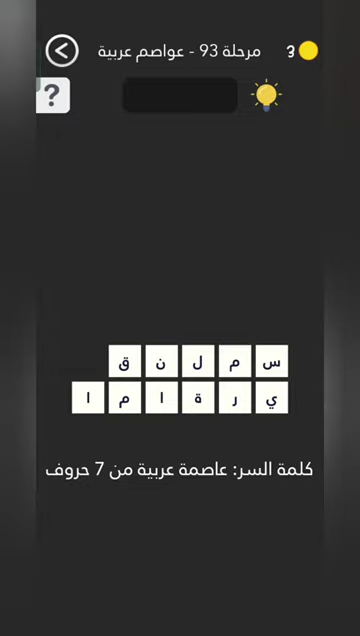 مرحلة 93 - عواصم عربية
3
?
س م ل ن ق
ي ر ة ا م ا
كلمة السر: عاصمة عربية من 7 حروف